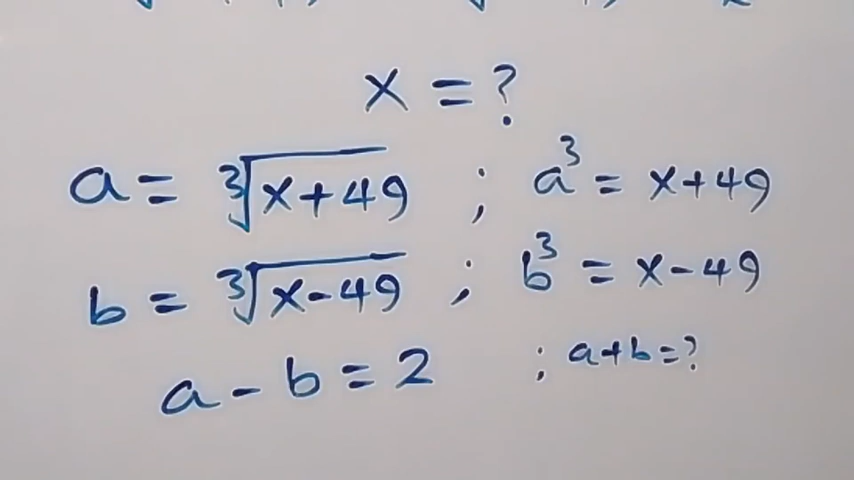 x = ?
a = ∛(x+49) ; a³ = x+49
b = ∛(x-49) ; b³ = x-49
a - b = 2 ; a+b=?